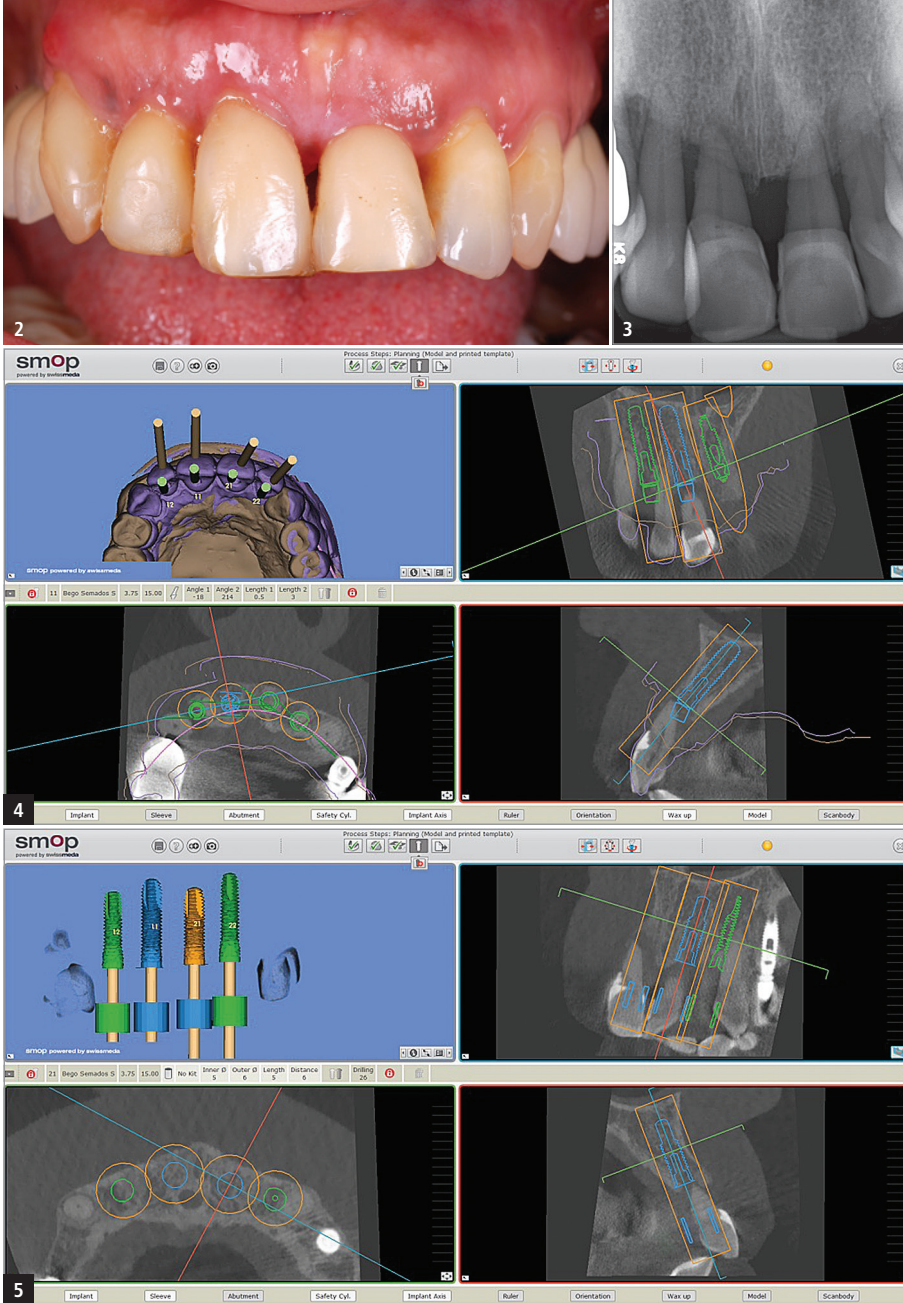 2
3
K8
smop
powered by swissmeda
Process Steps: Planning (Model and printed template)
12
11
21
22
smop powered by swissmeda
11 Bego Semados S 3.75 15.00 Angle 1 -18 Angle 2 214 Length 1 0.5 Length 2 3
4
Implant Sleeve Abutment Safety Cyl. Implant Axis Ruler Orientation Wax up Model Scanbody
smop
powered by swissmeda
Process Steps: Planning (Model and printed template)
12
11
21
22
smop powered by swissmeda
21 Bego Semados S 3.75 15.00 No Kit Inner Ø 5 Outer Ø 6 Length 5 Distance 6 Drilling 26
5
Implant Sleeve Abutment Safety Cyl. Implant Axis Ruler Orientation Wax up Model Scanbody